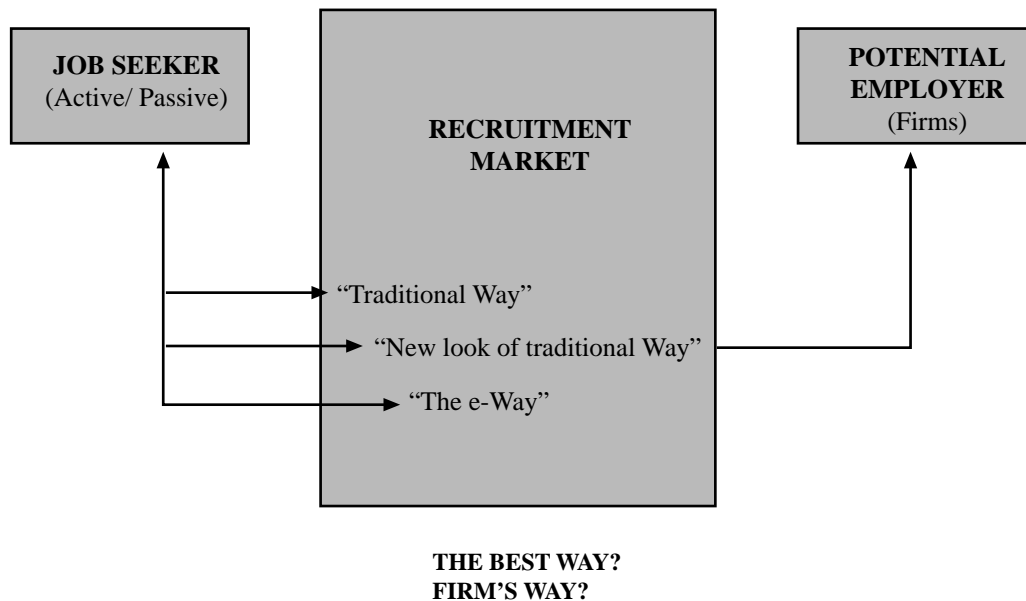 JOB SEEKER
(Active/ Passive)
RECRUITMENT
MARKET
POTENTIAL
EMPLOYER
(Firms)
“Traditional Way”
“New look of traditional Way”
“The e-Way”
THE BEST WAY?
FIRM’S WAY?